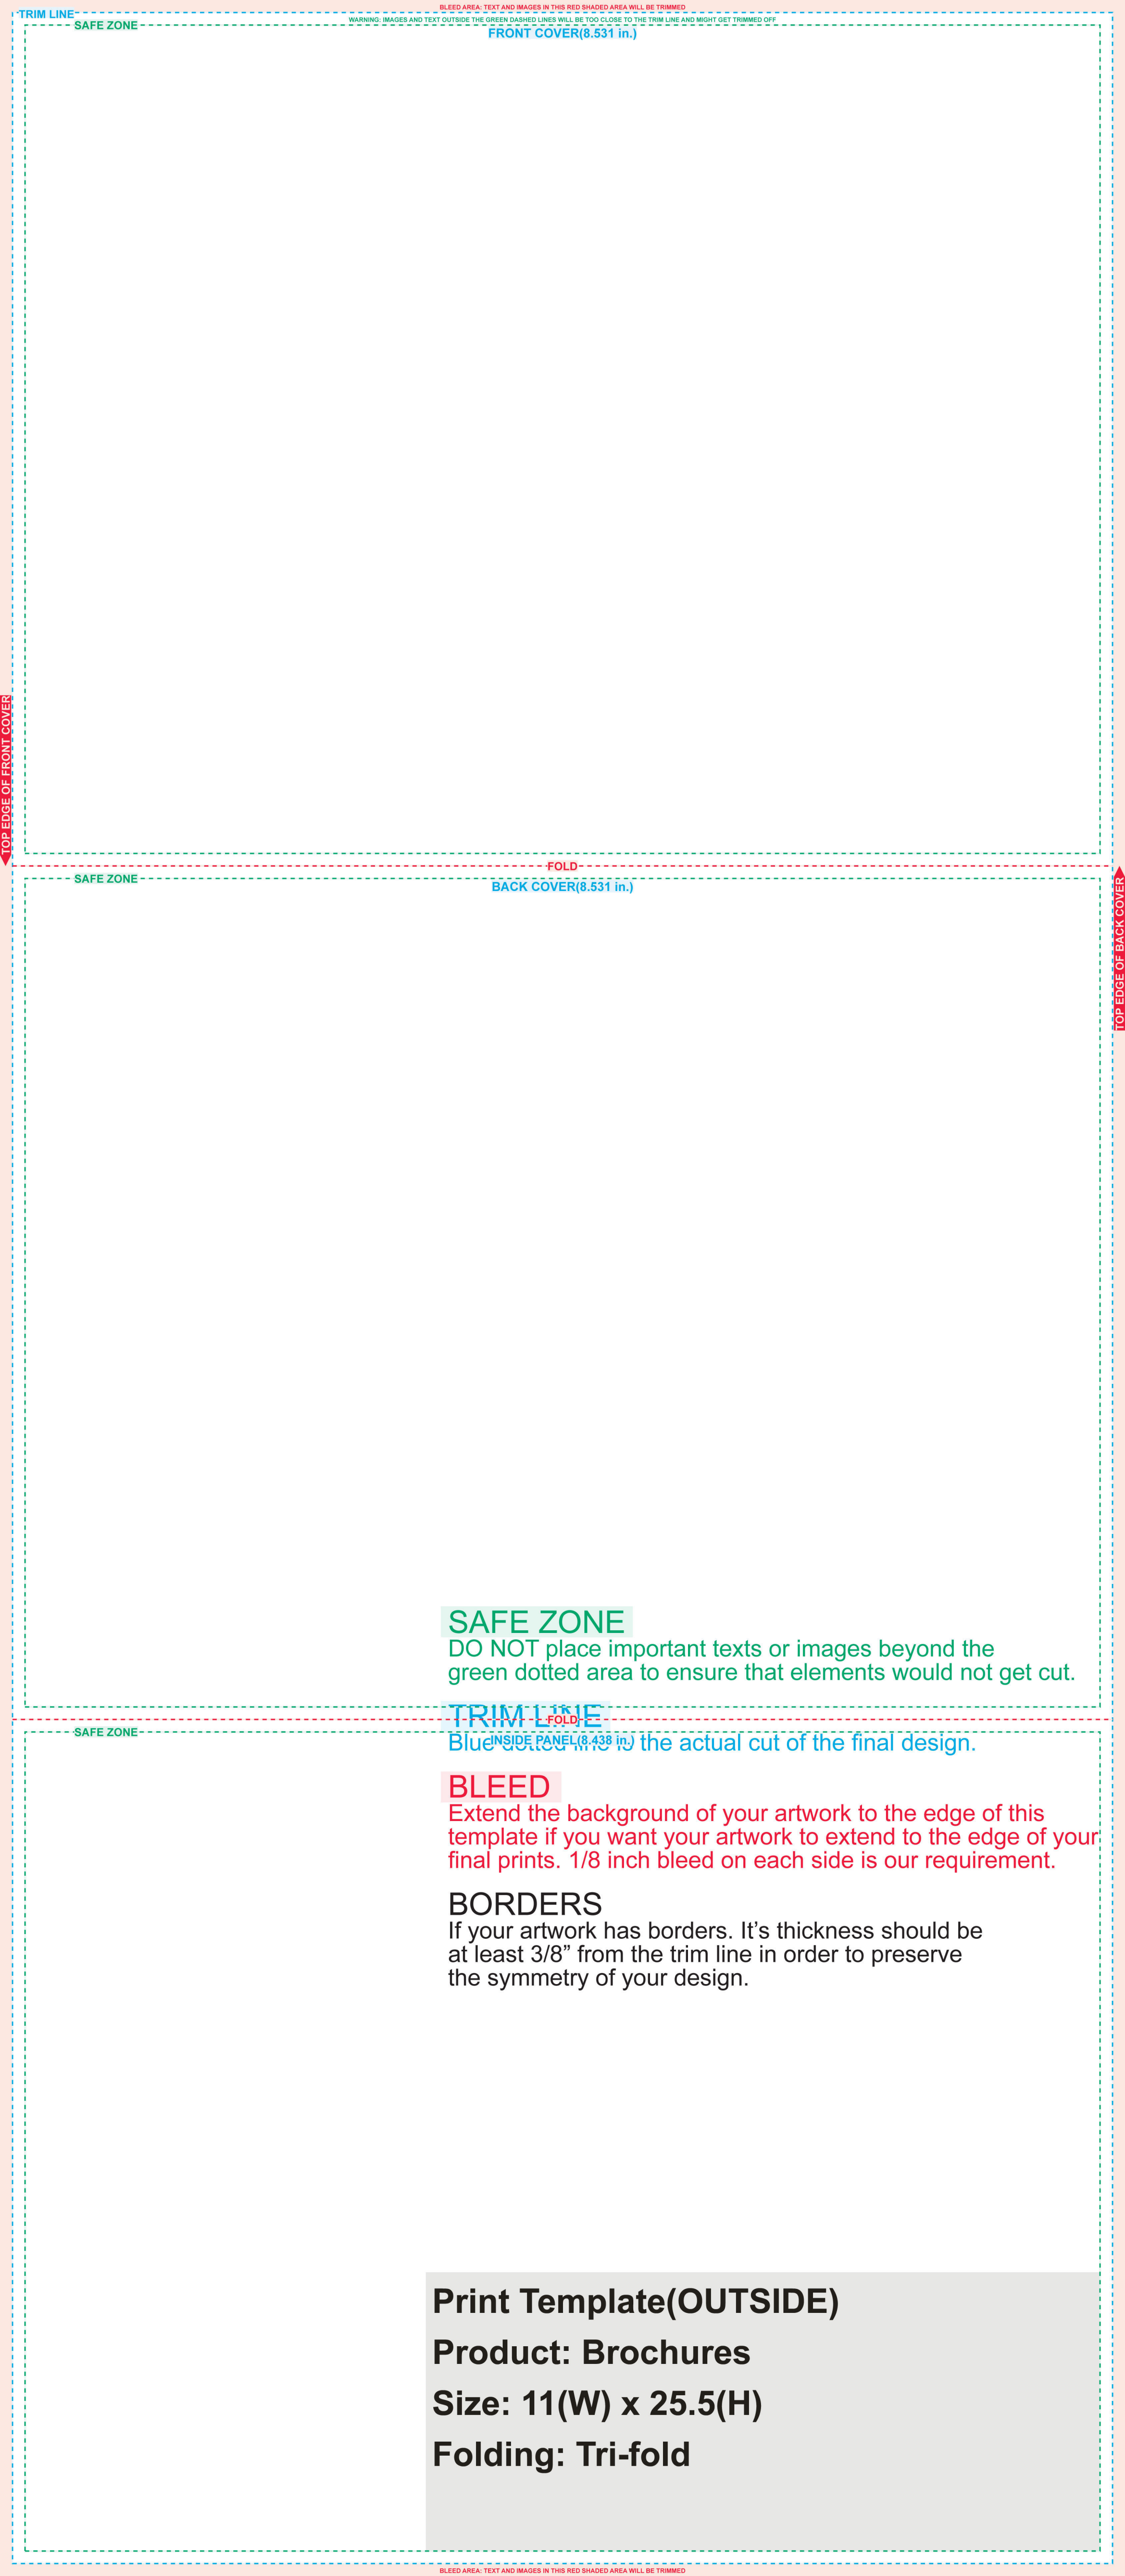 BLEED AREA: TEXT AND IMAGES IN THIS RED SHADED AREA WILL BE TRIMMED
TRIM LINE
WARNING: IMAGES AND TEXT OUTSIDE THE GREEN DASHED LINES WILL BE TOO CLOSE TO THE TRIM LINE AND MIGHT GET TRIMMED OFF
SAFE ZONE
FRONT COVER(8.531 in.)
TOP EDGE OF FRONT COVER
FOLD
SAFE ZONE
BACK COVER(8.531 in.)
TOP EDGE OF BACK COVER
SAFE ZONE
DO NOT place important texts or images beyond the
green dotted area to ensure that elements would not get cut.
TRIM LINE
FOLD
SAFE ZONE
INSIDE PANEL(8.438 in.)
Blue dotted line is the actual cut of the final design.
BLEED
Extend the background of your artwork to the edge of this
template if you want your artwork to extend to the edge of your
final prints. 1/8 inch bleed on each side is our requirement.
BORDERS
If your artwork has borders. It’s thickness should be
at least 3/8” from the trim line in order to preserve
the symmetry of your design.
Print Template(OUTSIDE)
Product: Brochures
Size: 11(W) x 25.5(H)
Folding: Tri-fold
BLEED AREA: TEXT AND IMAGES IN THIS RED SHADED AREA WILL BE TRIMMED